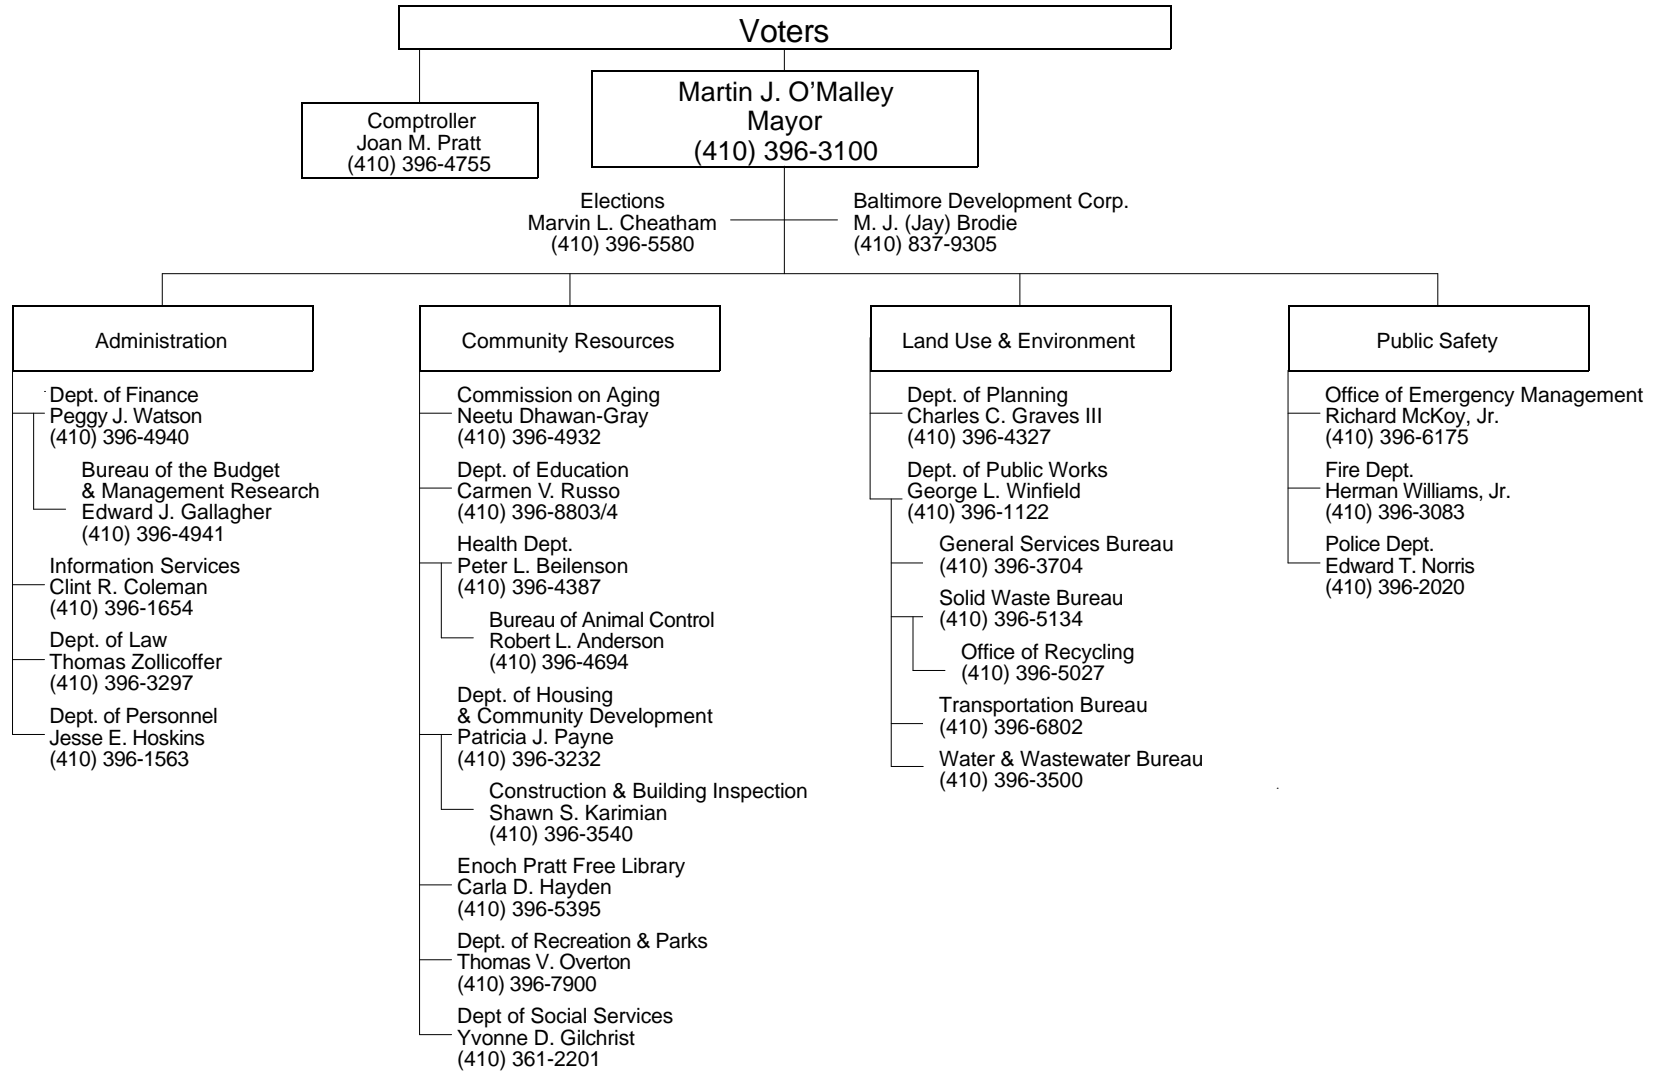 Voters
Martin J. O’Malley
Mayor
(410) 396-3100
Comptroller
Joan M. Pratt
(410) 396-4755
Elections
Marvin L. Cheatham
(410) 396-5580
Baltimore Development Corp.
M. J. (Jay) Brodie
(410) 837-9305
Administration
Dept. of Finance
Peggy J. Watson
(410) 396-4940
Bureau of the Budget
& Management Research
Edward J. Gallagher
(410) 396-4941
Information Services
Clint R. Coleman
(410) 396-1654
Dept. of Law
Thomas Zollicoffer
(410) 396-3297
Dept. of Personnel
Jesse E. Hoskins
(410) 396-1563
Community Resources
Commission on Aging
Neetu Dhawan-Gray
(410) 396-4932
Dept. of Education
Carmen V. Russo
(410) 396-8803/4
Health Dept.
Peter L. Beilenson
(410) 396-4387
Bureau of Animal Control
Robert L. Anderson
(410) 396-4694
Dept. of Housing
& Community Development
Patricia J. Payne
(410) 396-3232
Construction & Building Inspection
Shawn S. Karimian
(410) 396-3540
Enoch Pratt Free Library
Carla D. Hayden
(410) 396-5395
Dept. of Recreation & Parks
Thomas V. Overton
(410) 396-7900
Dept of Social Services
Yvonne D. Gilchrist
(410) 361-2201
Land Use & Environment
Dept. of Planning
Charles C. Graves III
(410) 396-4327
Dept. of Public Works
George L. Winfield
(410) 396-1122
General Services Bureau
(410) 396-3704
Solid Waste Bureau
(410) 396-5134
Office of Recycling
(410) 396-5027
Transportation Bureau
(410) 396-6802
Water & Wastewater Bureau
(410) 396-3500
Public Safety
Office of Emergency Management
Richard McKoy, Jr.
(410) 396-6175
Fire Dept.
Herman Williams, Jr.
(410) 396-3083
Police Dept.
Edward T. Norris
(410) 396-2020